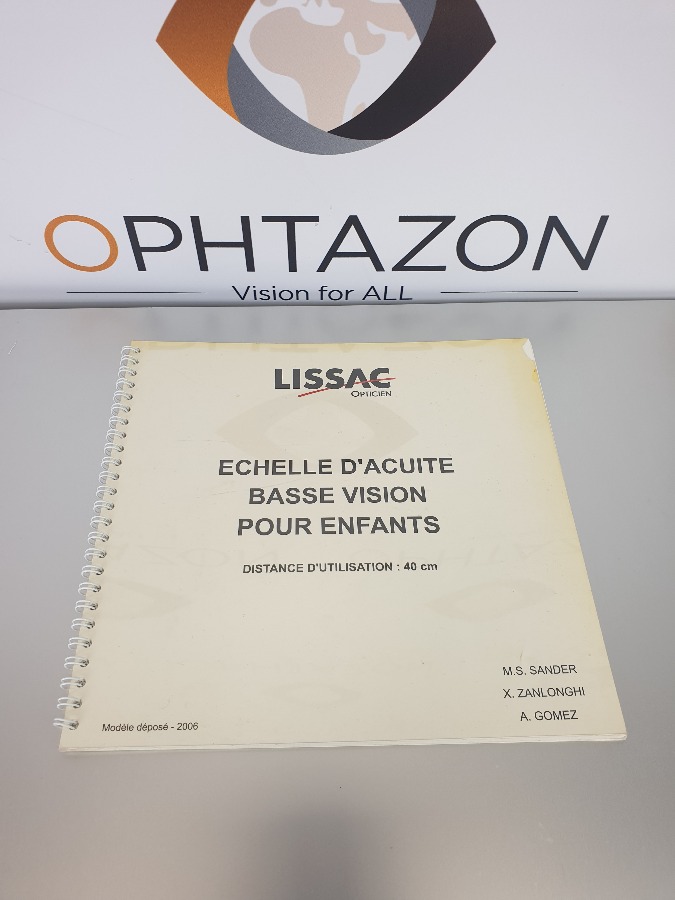 OPHTAZON
Vision for ALL
LISSAC
OPTICIEN
ECHELLE D'ACUITE
BASSE VISION
POUR ENFANTS
DISTANCE D'UTILISATION : 40 cm
M.S. SANDER
X. ZANLONGHI
A. GOMEZ
Modèle déposé - 2006